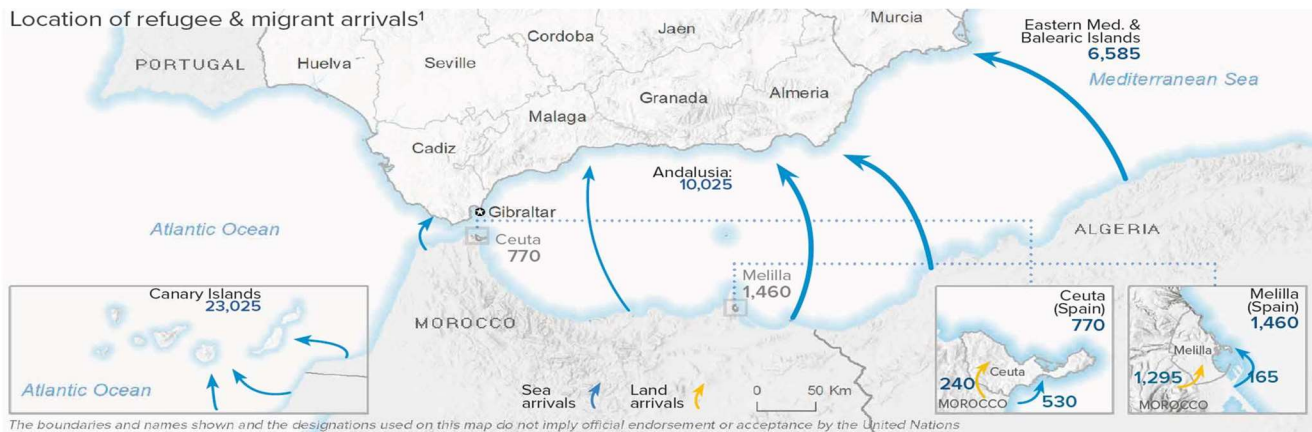 Location of refugee & migrant arrivals¹
PORTUGAL
Huelva
Seville
Cordoba
Jaen
Murcia
Cadiz
Malaga
Granada
Almeria
Eastern Med. &
Balearic Islands
6,585
Mediterranean Sea
Andalusia:
10,025
Gibraltar
Atlantic Ocean
Ceuta
770
Melilla
1,460
ALGERIA
MOROCCO
Canary Islands
23,025
Atlantic Ocean
Sea
arrivals
Land
arrivals
0 50 Km
Ceuta
(Spain)
770
Ceuta
240
MOROCCO
530
Melilla
(Spain)
1,460
Melilla
1,295
165
MOROCCO
The boundaries and names shown and the designations used on this map do not imply official endorsement or acceptance by the United Nations